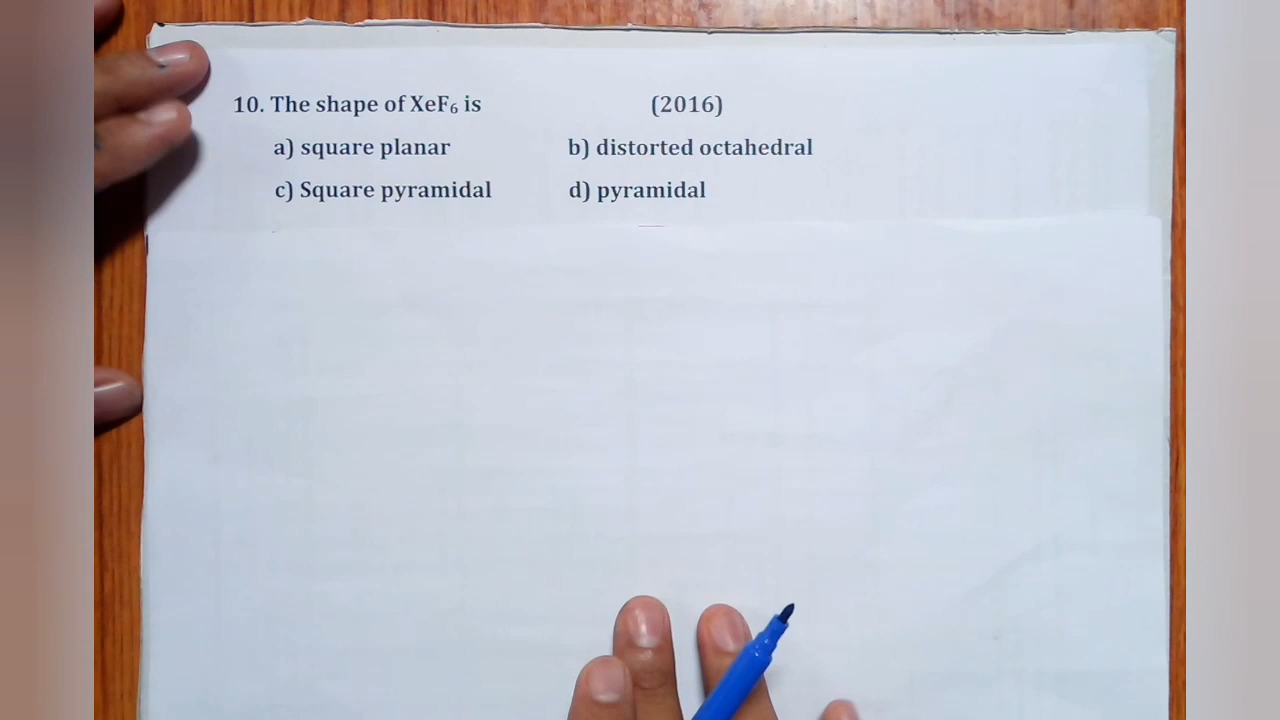 10. The shape of XeF₆ is (2016)
a) square planar b) distorted octahedral
c) Square pyramidal d) pyramidal